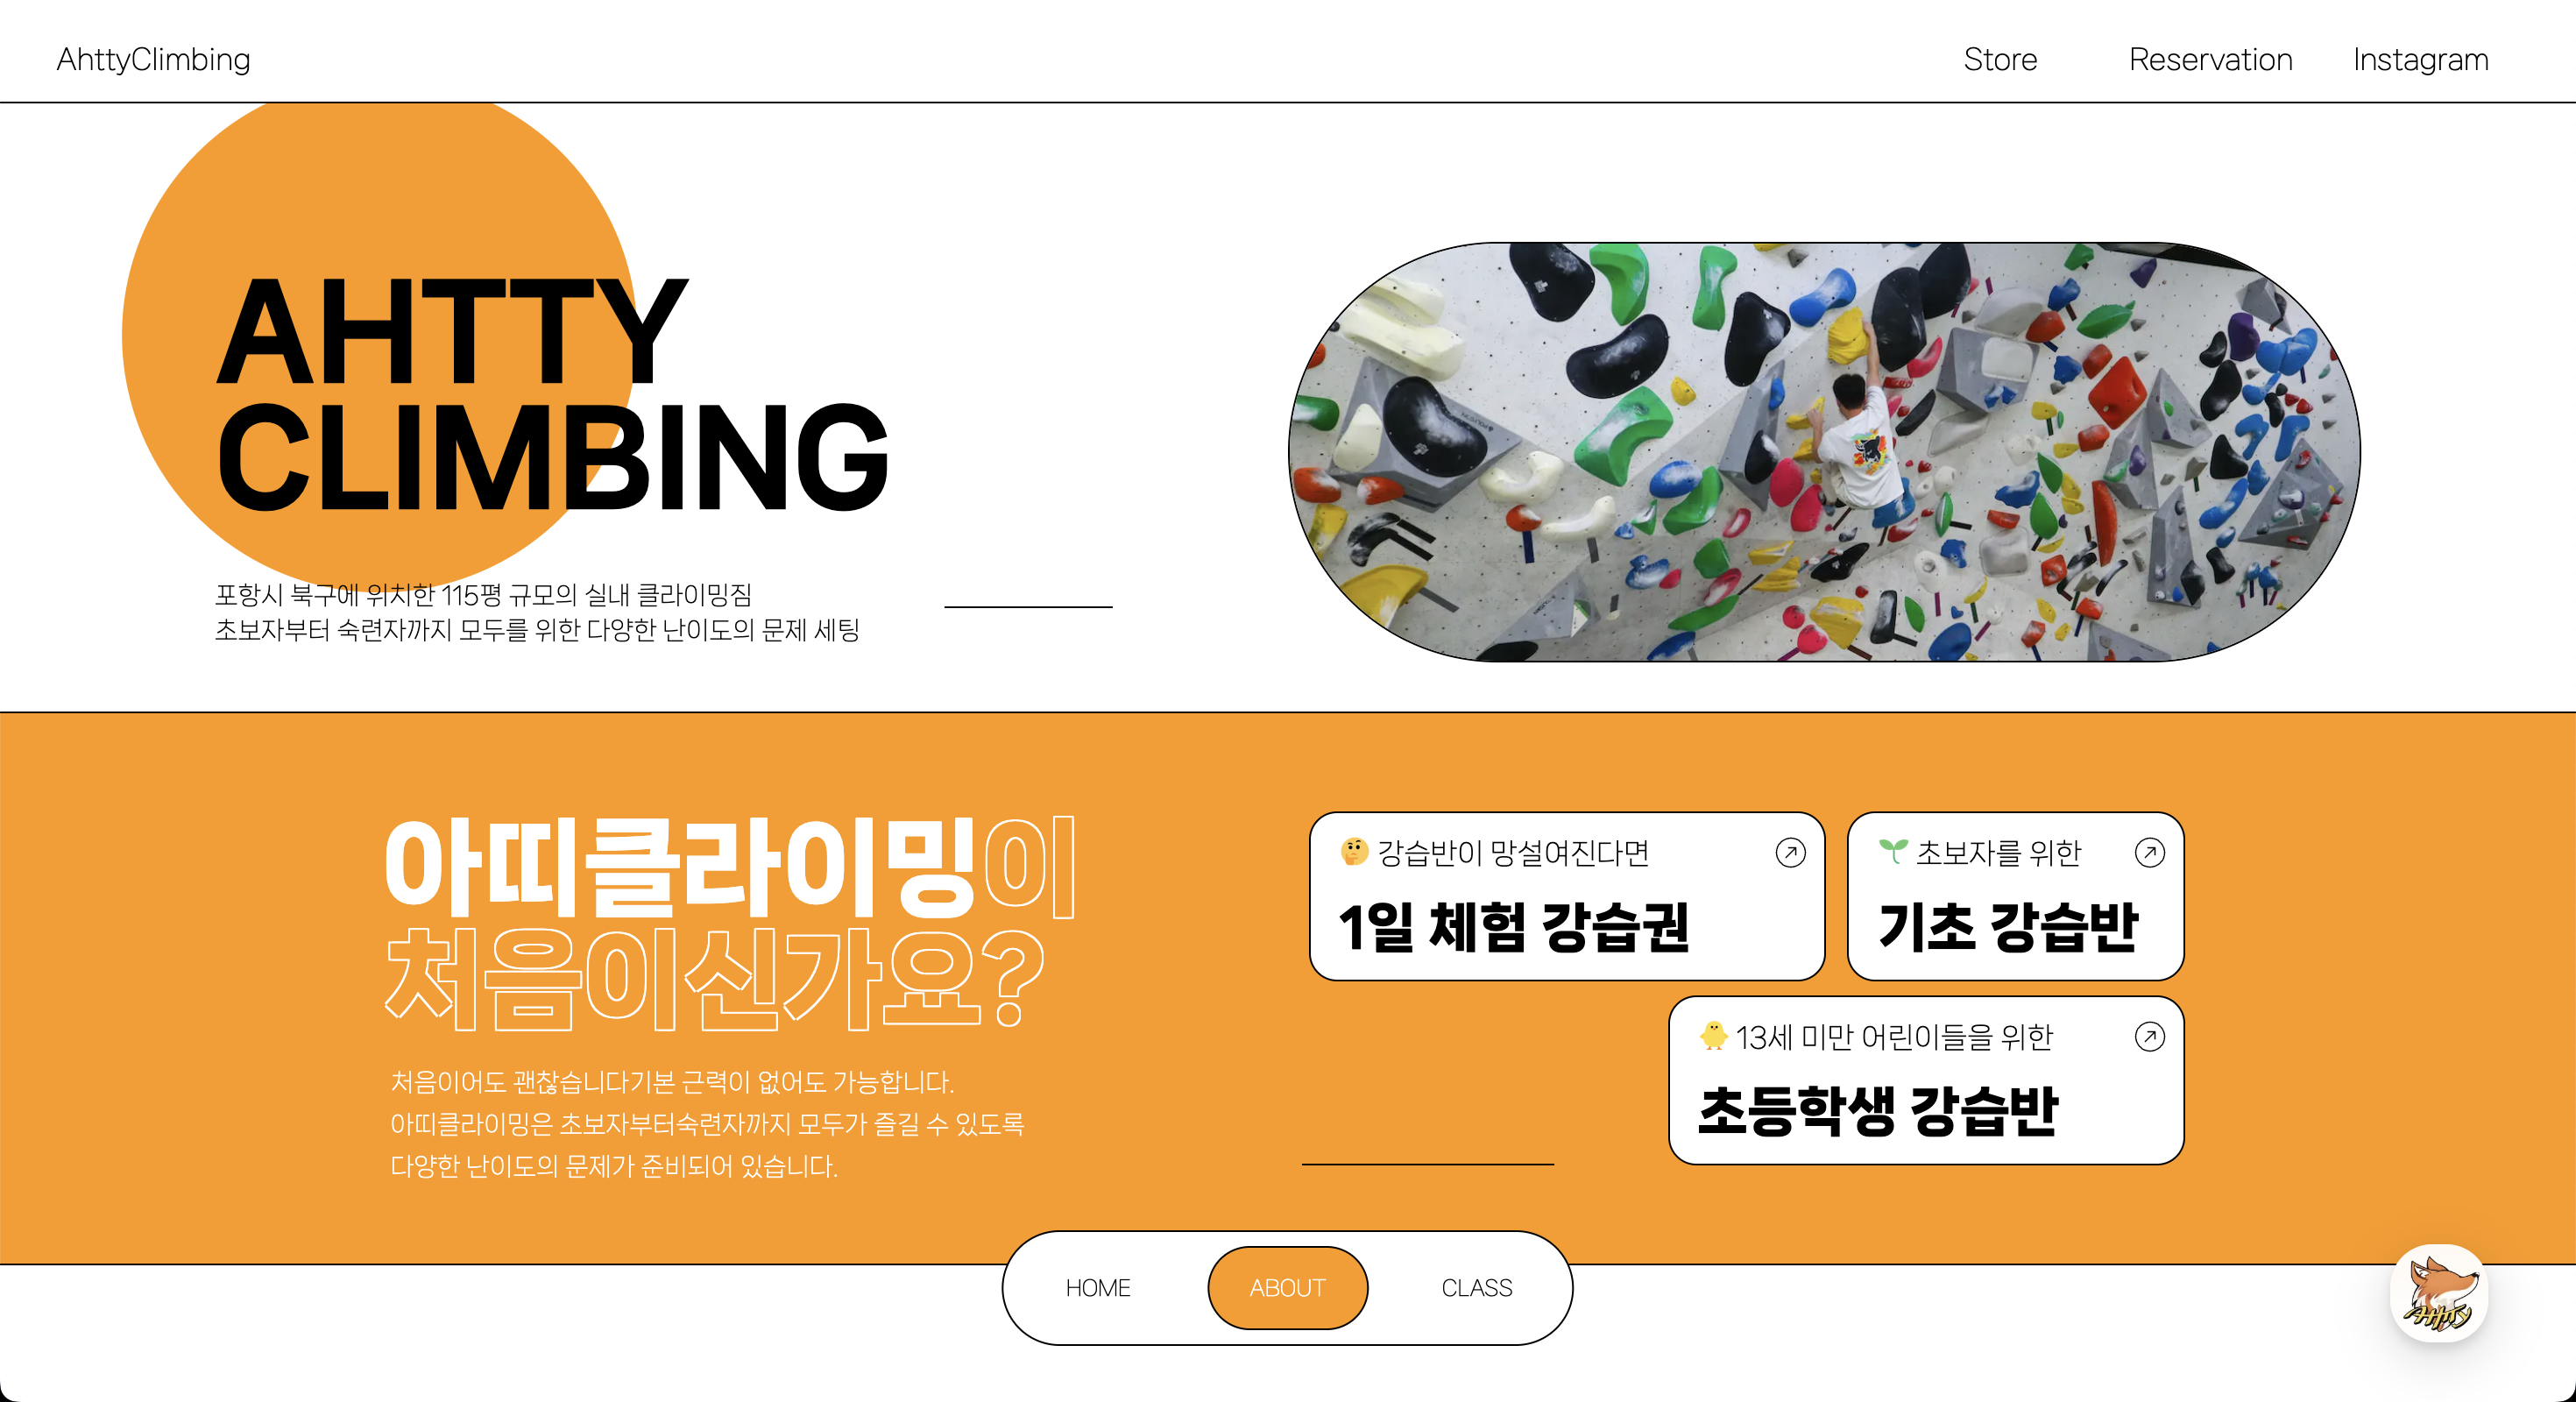 AhttyClimbing
Store
Reservation
Instagram
AHTTY
CLIMBING
포항시 북구에 위치한 115평 규모의 실내 클라이밍짐
초보자부터 숙련자까지 모두를 위한 다양한 난이도의 문제 세팅
아띠클라이밍이
처음이신가요?
처음이어도 괜찮습니다기본 근력이 없어도 가능합니다.
아띠클라이밍은 초보자부터숙련자까지 모두가 즐길 수 있도록
다양한 난이도의 문제가 준비되어 있습니다.
🤔 강습반이 망설여진다면
1일 체험 강습권
🌱 초보자를 위한
기초 강습반
🐥 13세 미만 어린이들을 위한
초등학생 강습반
HOME
ABOUT
CLASS
AHTTY